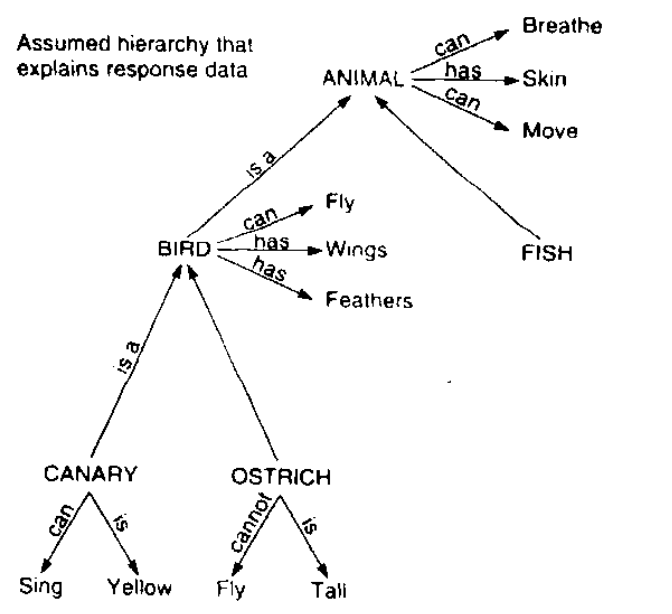 Assumed hierarchy that
explains response data
ANIMAL
can
Breathe
has
Skin
can
Move
is a
BIRD
can
Fly
has
Wings
has
Feathers
FISH
is a
CANARY
OSTRICH
can
is
cannot
is
Sing
Yellow
Fly
Tall